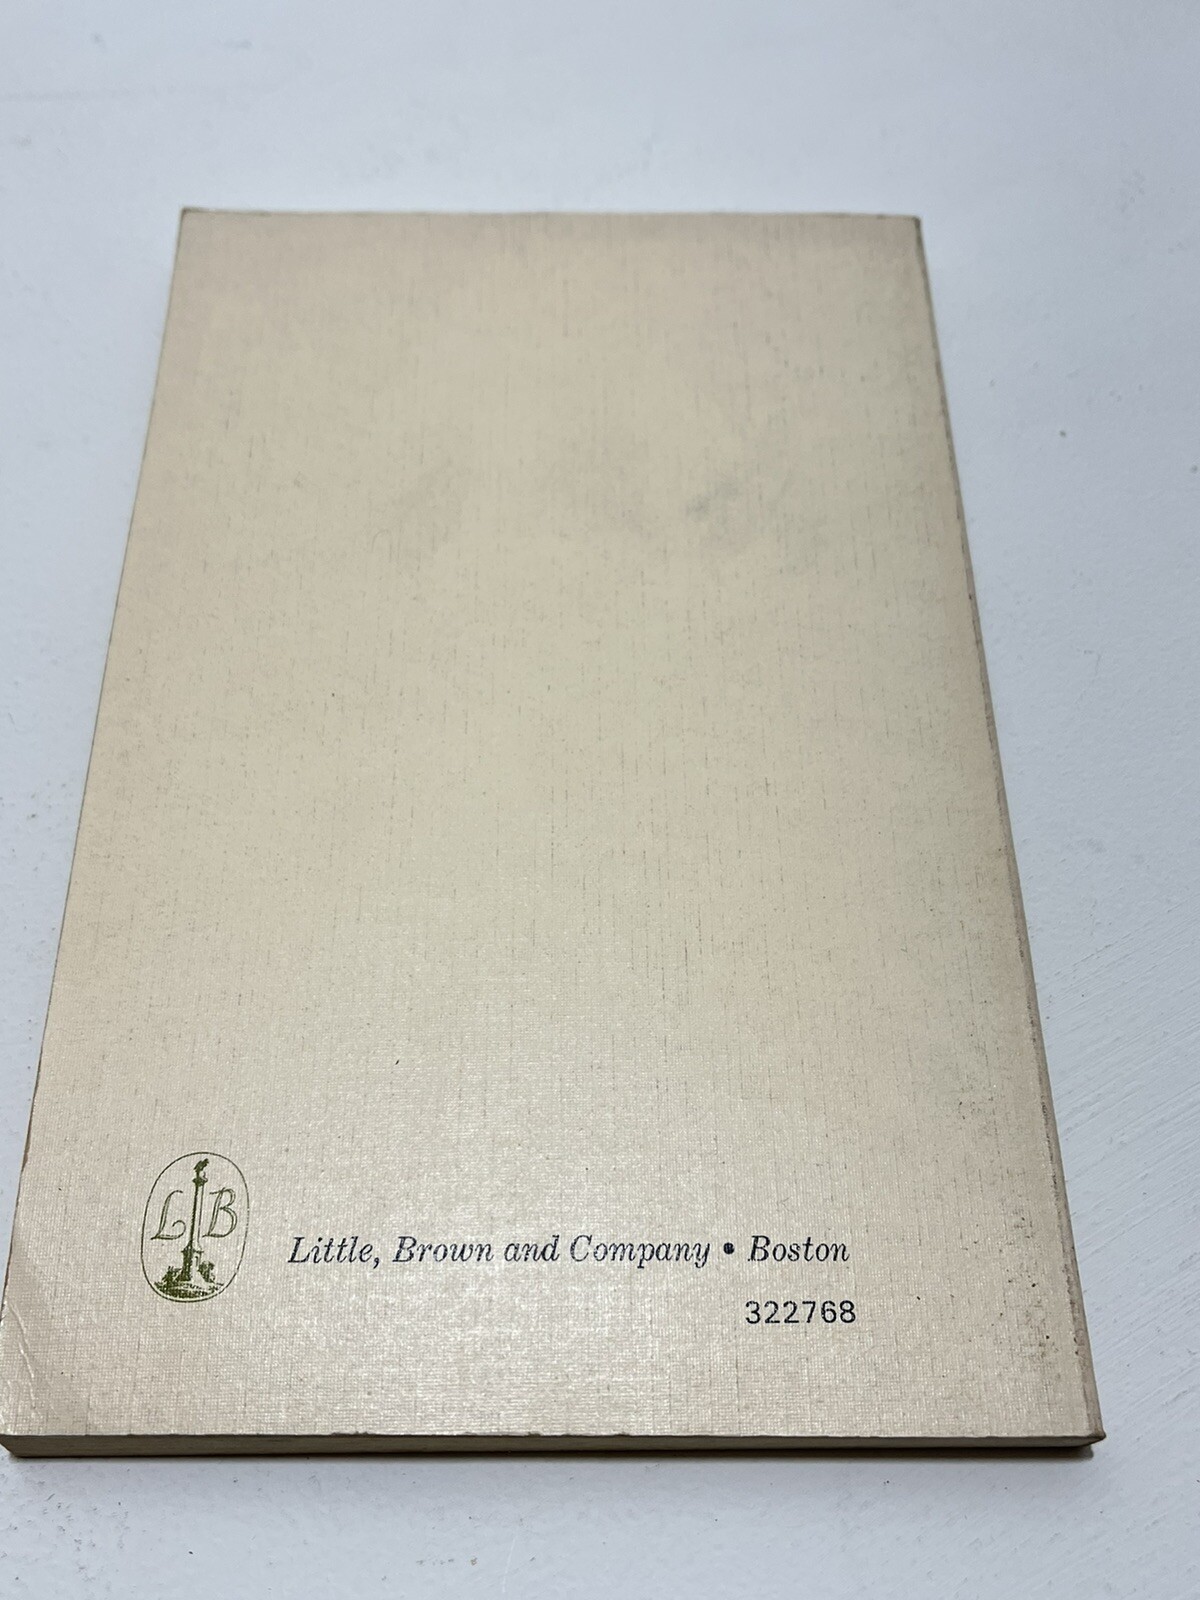 L B
Little, Brown and Company • Boston
322768